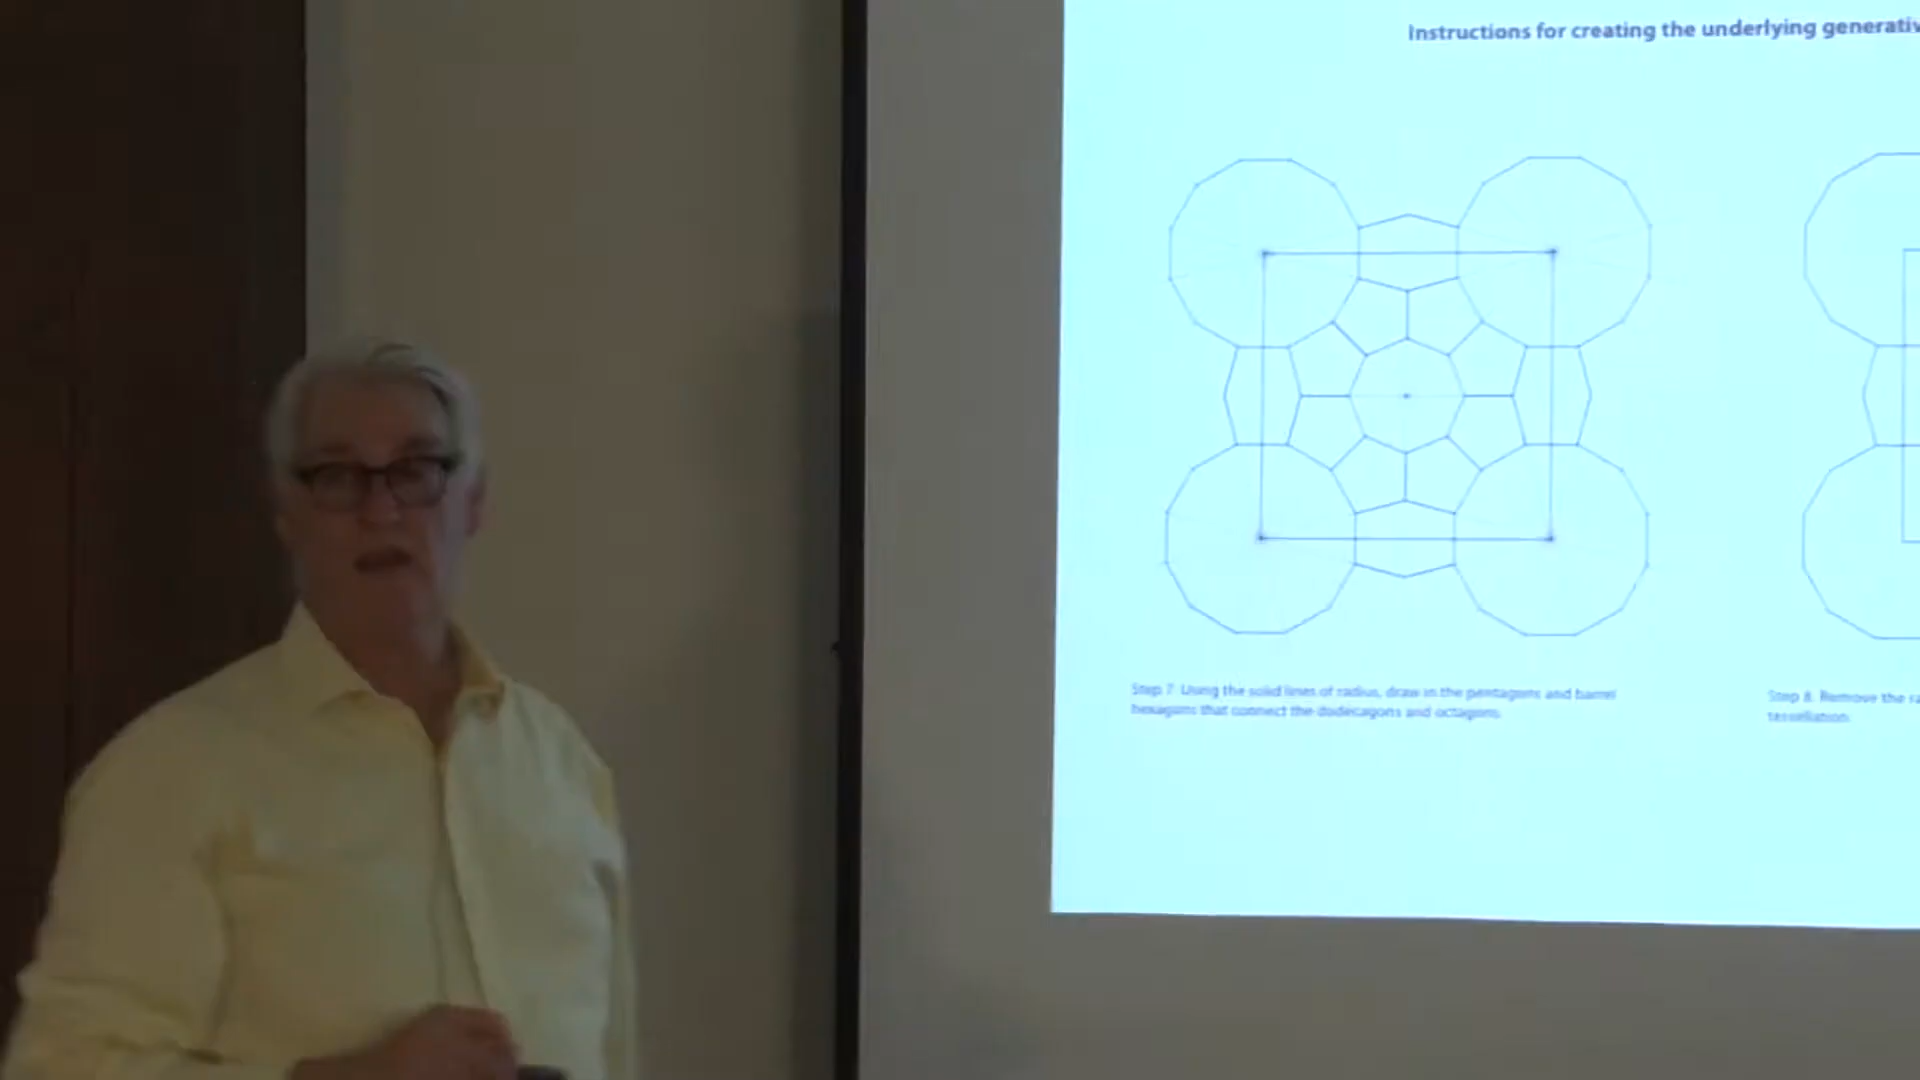 Instructions for creating the underlying generativ
Step 7. Using the solid lines of radius, draw in the pentagons and barrel
hexagons that connect the dodecagons and octagons.
Step 8. Remove the ra
tessellation.